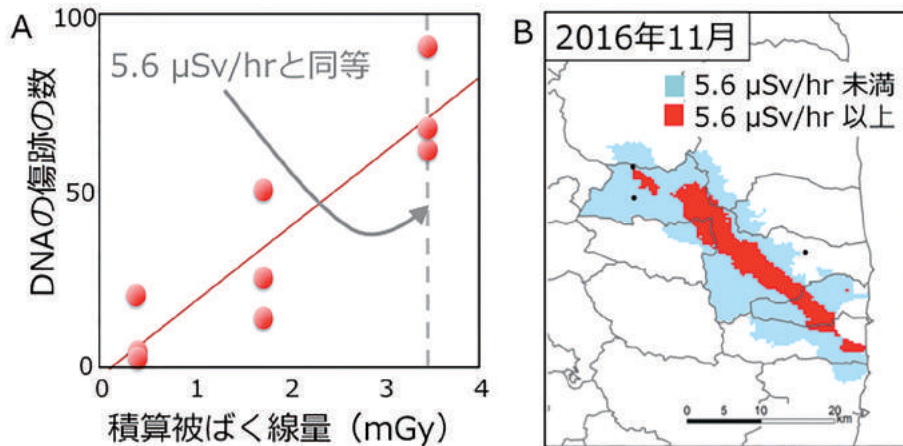 A
100
50
0
DNAの傷跡の数
5.6 μSv/hrと同等
0 1 2 3 4
積算被ばく線量（mGy）
B
2016年11月
5.6 μSv/hr 未満
5.6 μSv/hr 以上
0 5 10 20
km